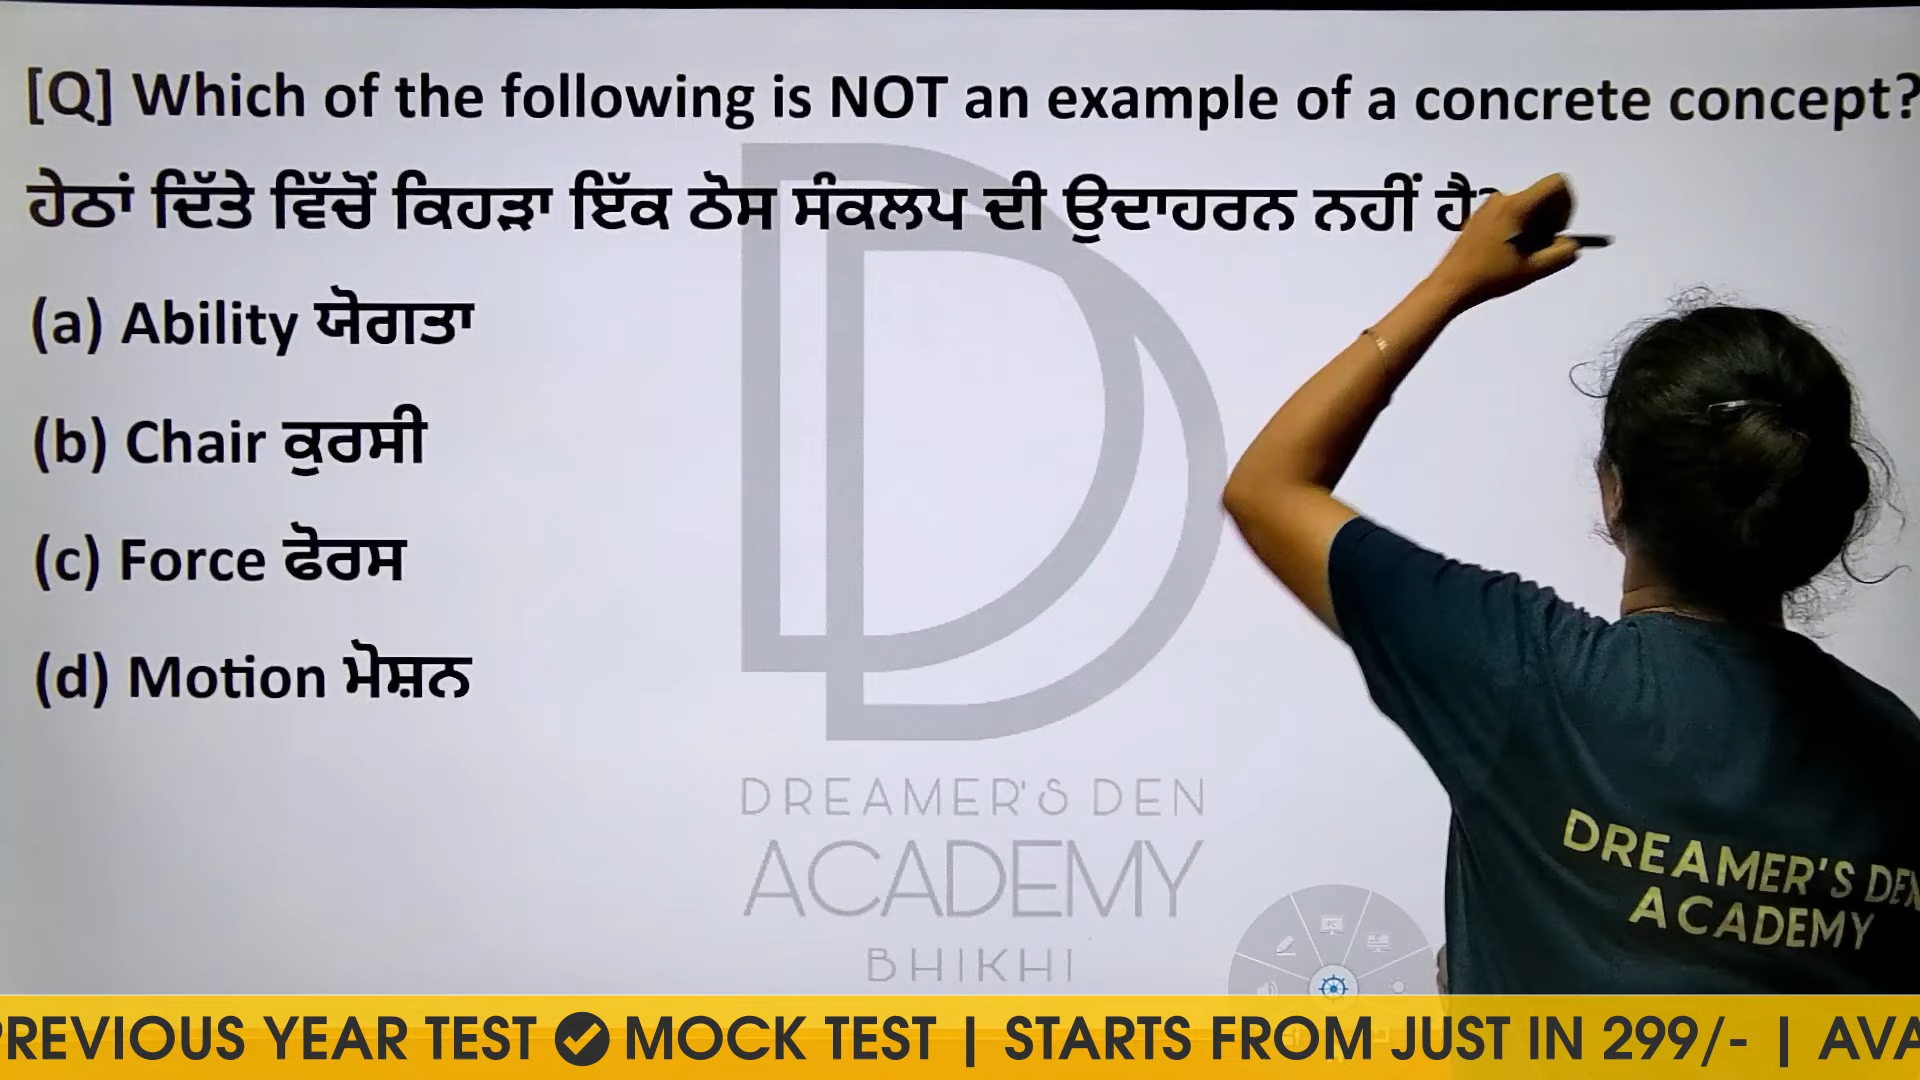 [Q] Which of the following is NOT an example of a concrete concept?
ਹੇਠਾਂ ਦਿੱਤੇ ਵਿੱਚੋਂ ਕਿਹੜਾ ਇੱਕ ਠੋਸ ਸੰਕਲਪ ਦੀ ਉਦਾਹਰਨ ਨਹੀਂ ਹੈ?
(a) Ability ਯੋਗਤਾ
(b) Chair ਕੁਰਸੀ
(c) Force ਫੋਰਸ
(d) Motion ਮੋਸ਼ਨ
DREAMER'S DEN
ACADEMY
BHIKHI
DREAMER'S DEN
ACADEMY
PREVIOUS YEAR TEST MOCK TEST | STARTS FROM JUST IN 299/- | AVA